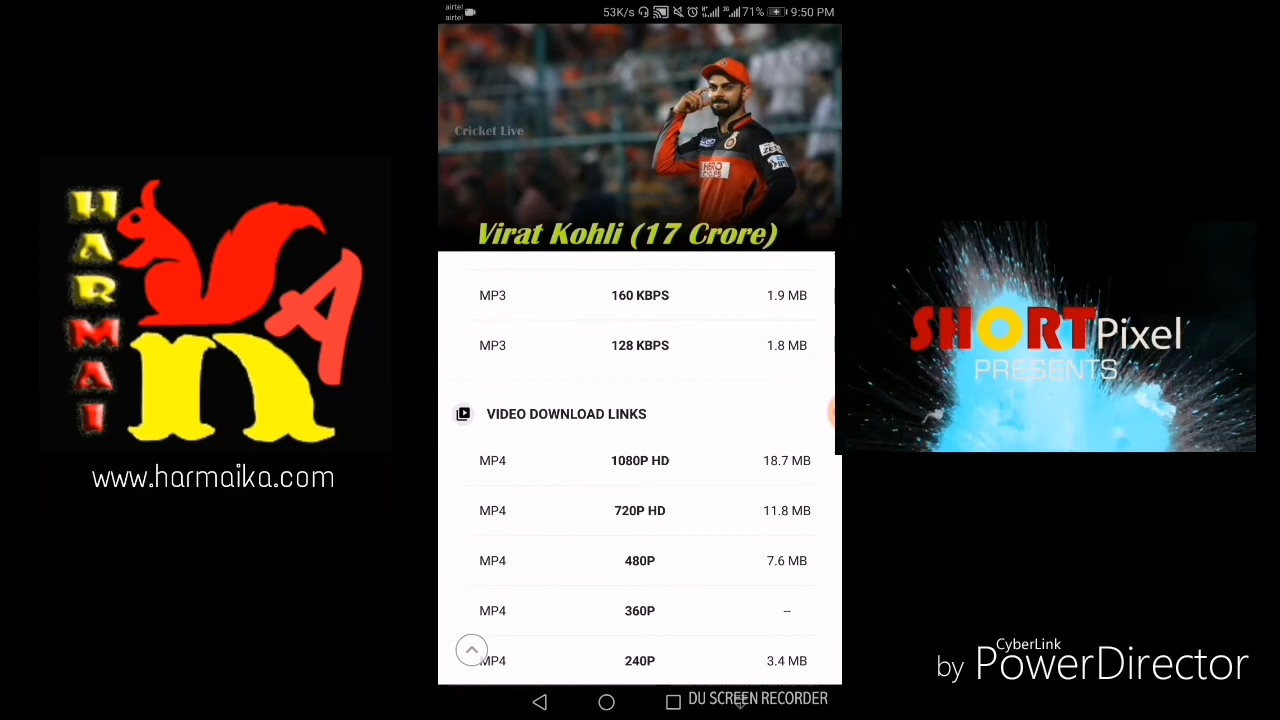 airtel
airtel
53K/s
71%
9:50 PM
Cricket Live
HERO
Virat Kohli (17 Crore)
MP3 160 KBPS 1.9 MB
MP3 128 KBPS 1.8 MB
VIDEO DOWNLOAD LINKS
MP4 1080P HD 18.7 MB
MP4 720P HD 11.8 MB
MP4 480P 7.6 MB
MP4 360P –
MP4 240P 3.4 MB
DU SCREEN RECORDER
HARMAI
n A
www.harmaika.com
SHORTPixel
PRESENTS
CyberLink
by PowerDirector